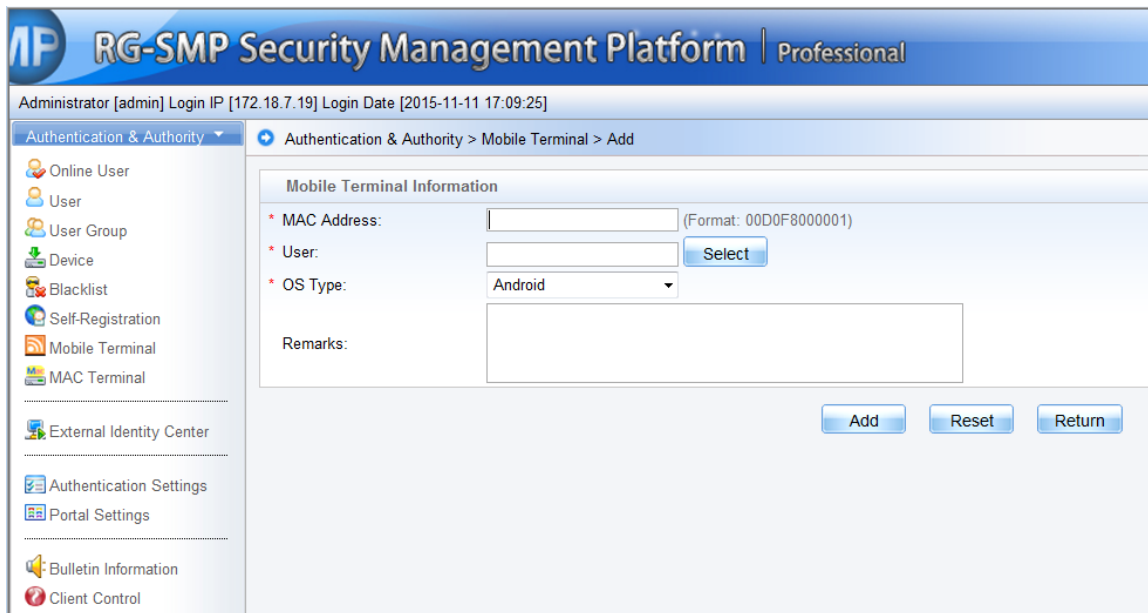 MP RG-SMP Security Management Platform | Professional
Administrator [admin] Login IP [172.18.7.19] Login Date [2015-11-11 17:09:25]
Authentication & Authority
Online User
User
User Group
Device
Blacklist
Self-Registration
Mobile Terminal
MAC Terminal
External Identity Center
Authentication Settings
Portal Settings
Bulletin Information
Client Control
Authentication & Authority > Mobile Terminal > Add
Mobile Terminal Information
* MAC Address: (Format: 00D0F8000001)
* User: Select
* OS Type: Android
Remarks:
Add Reset Return